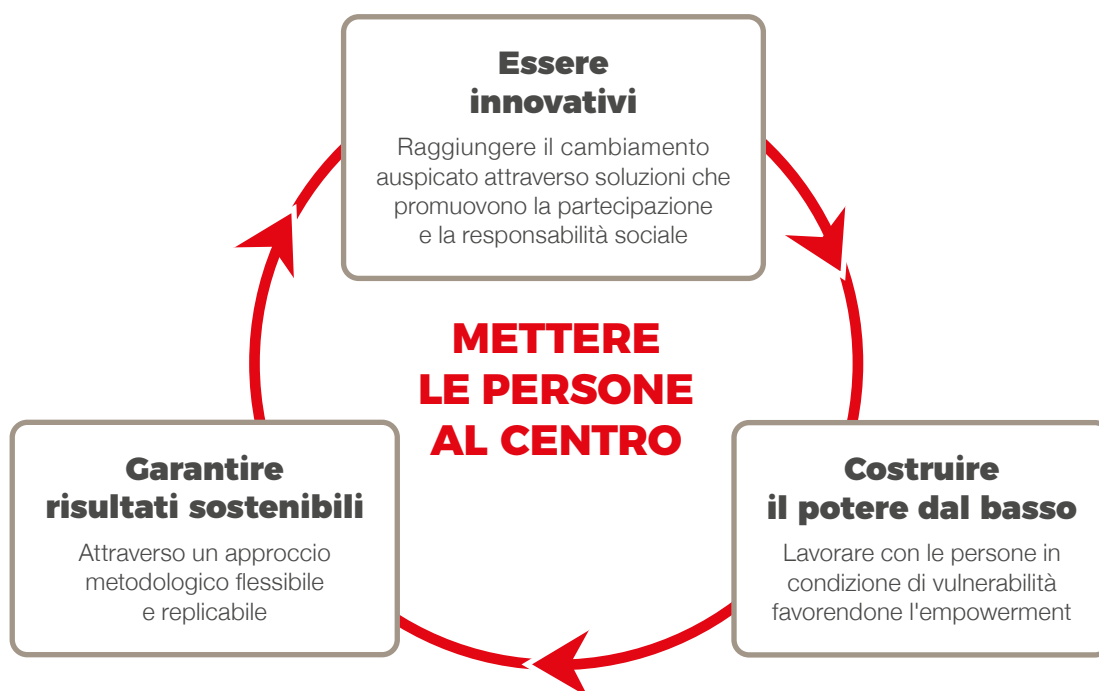 Essere
innovativi
Raggiungere il cambiamento
auspicato attraverso soluzioni che
promuovono la partecipazione
e la responsabilità sociale
METTERE
LE PERSONE
AL CENTRO
Garantire
risultati sostenibili
Attraverso un approccio
metodologico flessibile
e replicabile
Costruire
il potere dal basso
Lavorare con le persone in
condizione di vulnerabilità
favorendone l'empowerment